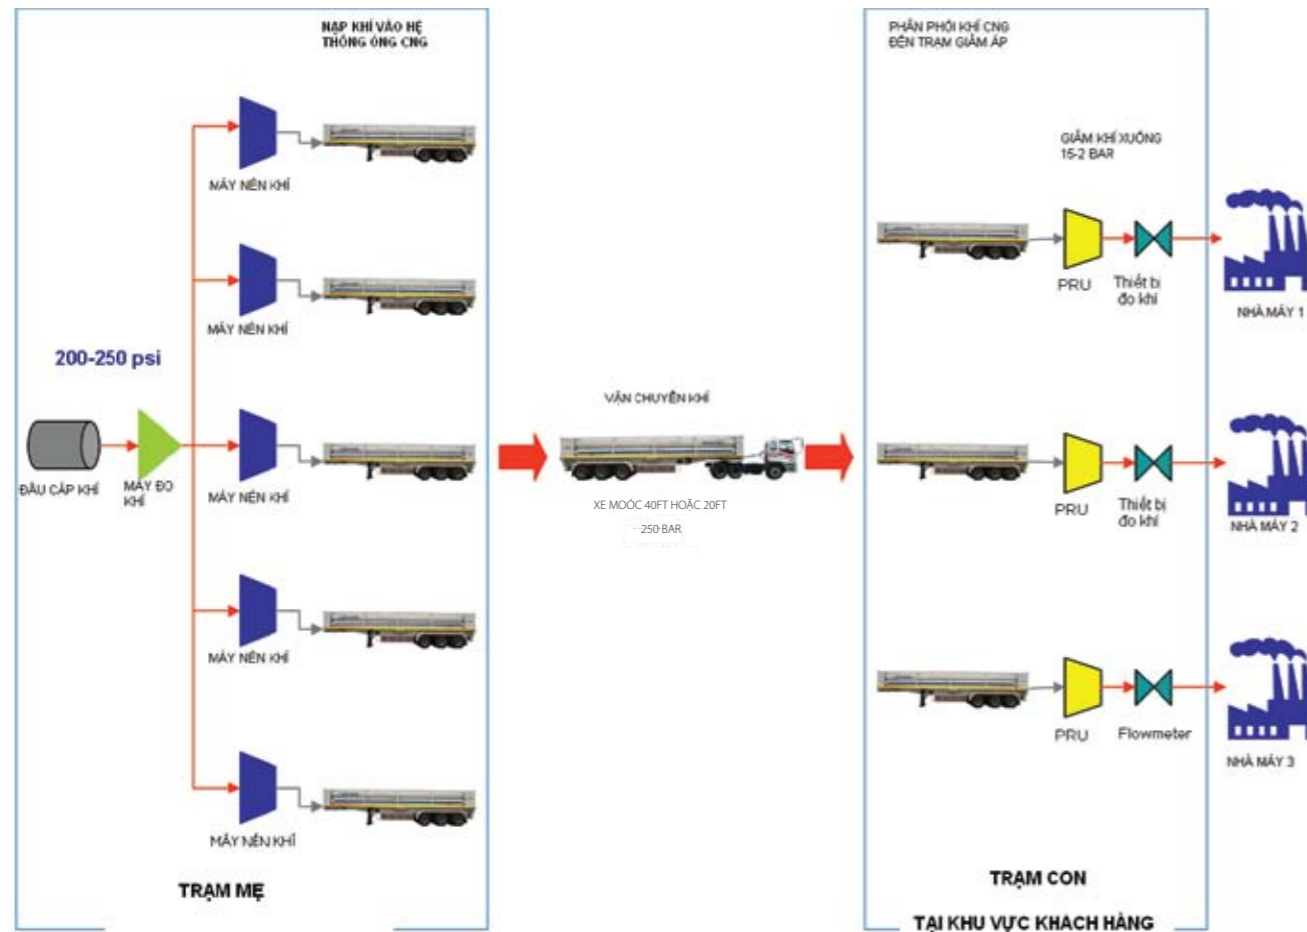 NẠP KHÍ VÀO HỆ
THỐNG ỐNG CNG
MÁY NÉN KHÍ
MÁY NÉN KHÍ
200-250 psi
ĐẦU CẤP KHÍ
MÁY ĐO
KHÍ
MÁY NÉN KHÍ
MÁY NÉN KHÍ
MÁY NÉN KHÍ
TRẠM MẸ
VẬN CHUYỂN KHÍ
XE MOÓC 40FT HOẶC 20FT
250 BAR
PHÂN PHỐI KHÍ CNG
ĐẾN TRẠM GIẢM ÁP
GIẢM KHÍ XUỐNG
15-2 BAR
PRU
Thiết bị
đo khí
NHÀ MÁY 1
PRU
Thiết bị
đo khí
NHÀ MÁY 2
PRU
Flowmeter
NHÀ MÁY 3
TRẠM CON
TẠI KHU VỰC KHÁCH HÀNG